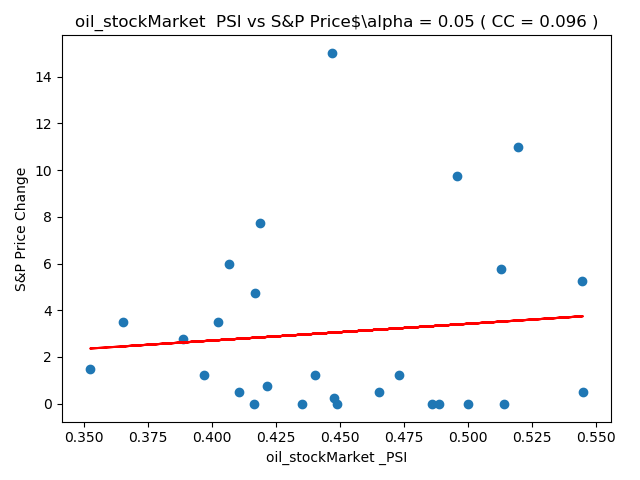 oil_stockMarket  PSI vs S&P Price$\alpha = 0.05 ( CC = 0.096 )
14
12
10
8
6
4
2
0
S&P Price Change
0.350 0.375 0.400 0.425 0.450 0.475 0.500 0.525 0.550
oil_stockMarket _PSI